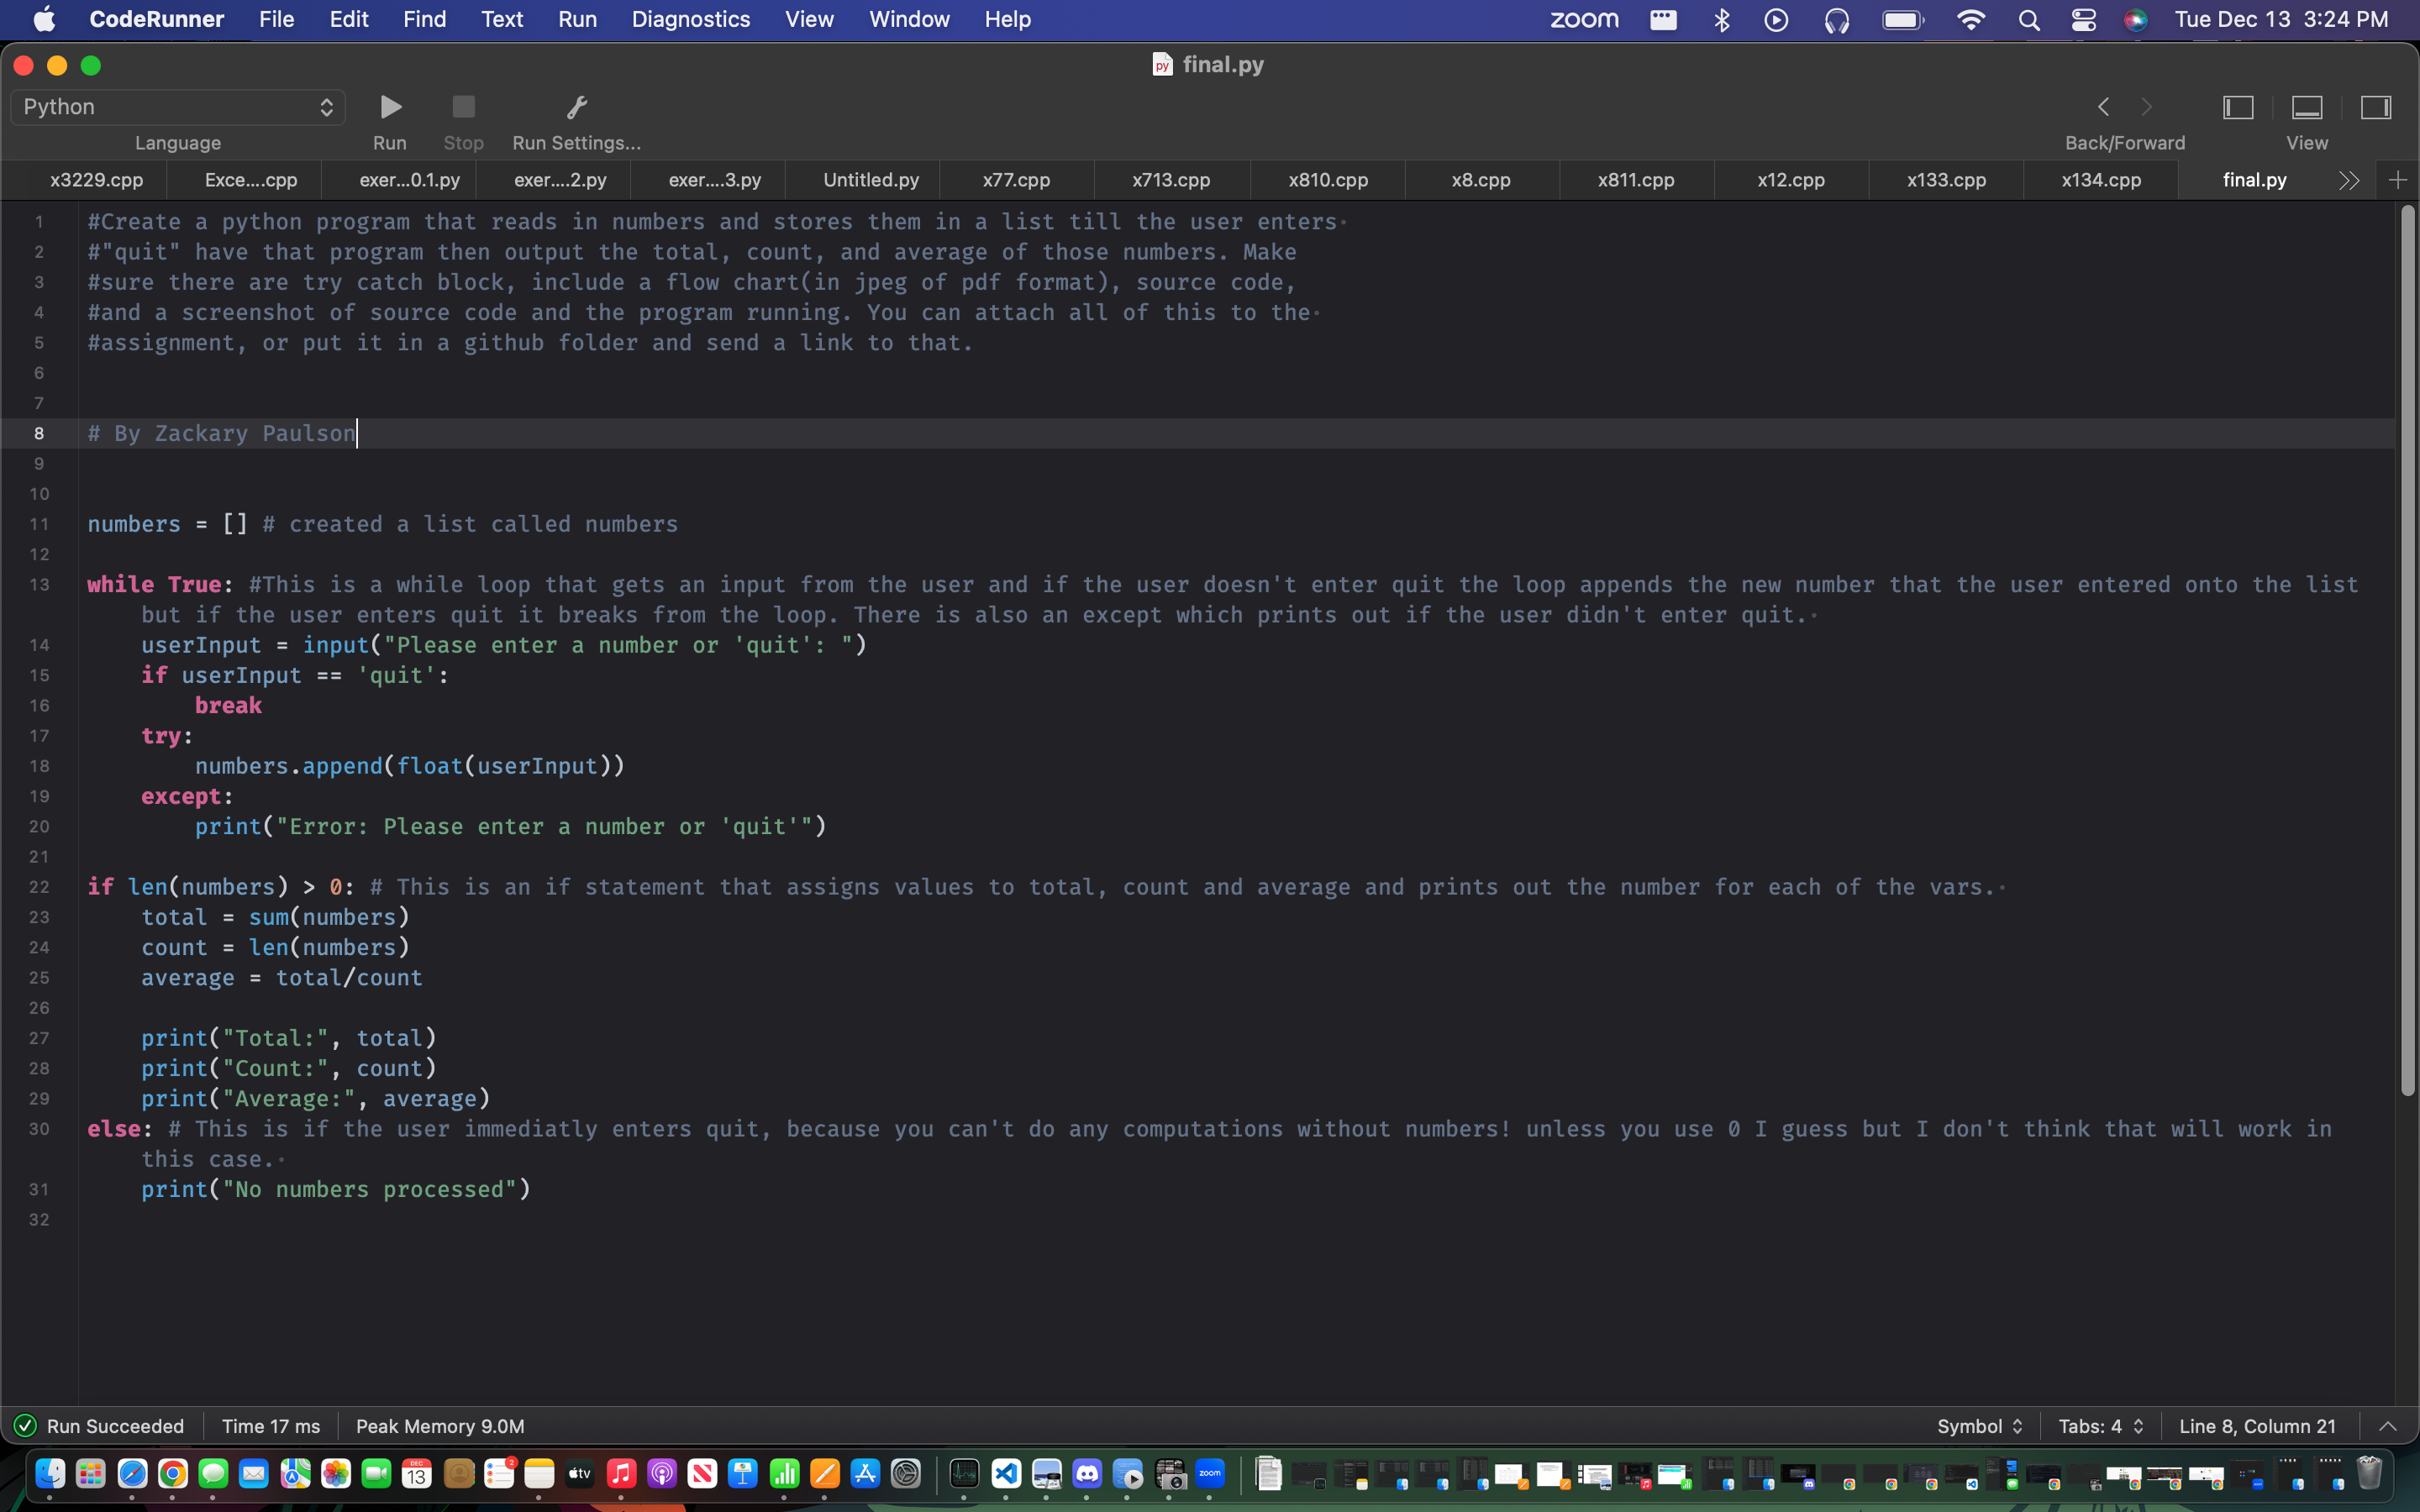 CodeRunner File Edit Find Text Run Diagnostics View Window Help zoom Tue Dec 13 3:24 PM
py final.py
Python
Language Run Stop Run Settings... Back/Forward View
x3229.cpp Exce....cpp exer...0.1.py exer....2.py exer....3.py Untitled.py x77.cpp x713.cpp x810.cpp x8.cpp x811.cpp x12.cpp x133.cpp x134.cpp final.py
1 #Create a python program that reads in numbers and stores them in a list till the user enters
2 #"quit" have that program then output the total, count, and average of those numbers. Make
3 #sure there are try catch block, include a flow chart(in jpeg of pdf format), source code,
4 #and a screenshot of source code and the program running. You can attach all of this to the
5 #assignment, or put it in a github folder and send a link to that.
6
7
8 # By Zackary Paulson
9
10
11 numbers = [] # created a list called numbers
12
13 while True: #This is a while loop that gets an input from the user and if the user doesn't enter quit the loop appends the new number that the user entered onto the list
but if the user enters quit it breaks from the loop. There is also an except which prints out if the user didn't enter quit.
14 userInput = input("Please enter a number or 'quit': ")
15 if userInput == 'quit':
16 break
17 try:
18 numbers.append(float(userInput))
19 except:
20 print("Error: Please enter a number or 'quit'")
21
22 if len(numbers) > 0: # This is an if statement that assigns values to total, count and average and prints out the number for each of the vars.
23 total = sum(numbers)
24 count = len(numbers)
25 average = total/count
26
27 print("Total:", total)
28 print("Count:", count)
29 print("Average:", average)
30 else: # This is if the user immediatly enters quit, because you can't do any computations without numbers! unless you use 0 I guess but I don't think that will work in
this case.
31 print("No numbers processed")
32
Run Succeeded Time 17 ms Peak Memory 9.0M Symbol Tabs: 4 Line 8, Column 21
DEC 13 2 tv zoom